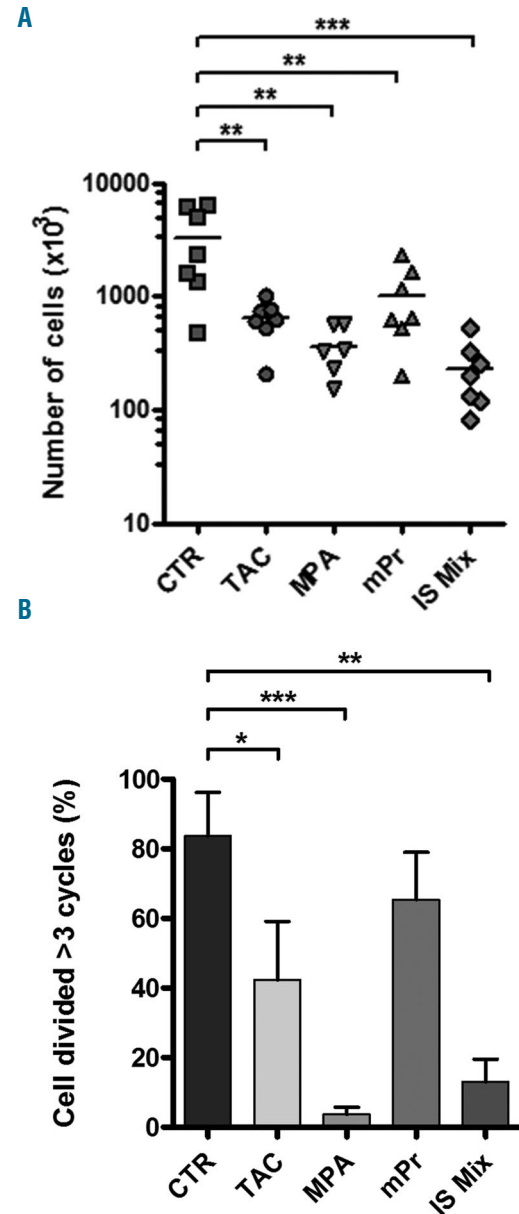 A
***
**
**
**
Number of cells (x10³)
10000
1000
100
10
CTR
TAC
MPA
mPr
IS Mix
B
**
***
*
Cell divided >3 cycles (%)
100
80
60
40
20
0
CTR
TAC
MPA
mPr
IS Mix